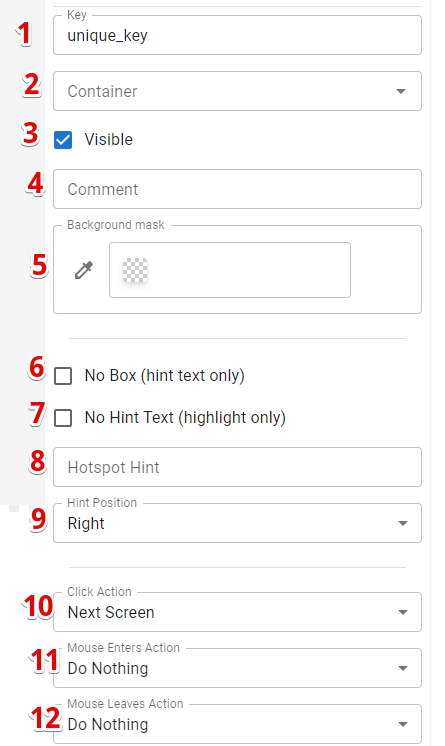 Key
1 unique_key
2 Container
3 Visible
4 Comment
Background mask
5
6 No Box (hint text only)
7 No Hint Text (highlight only)
8 Hotspot Hint
Hint Position
9 Right
Click Action
10 Next Screen
Mouse Enters Action
11 Do Nothing
Mouse Leaves Action
12 Do Nothing